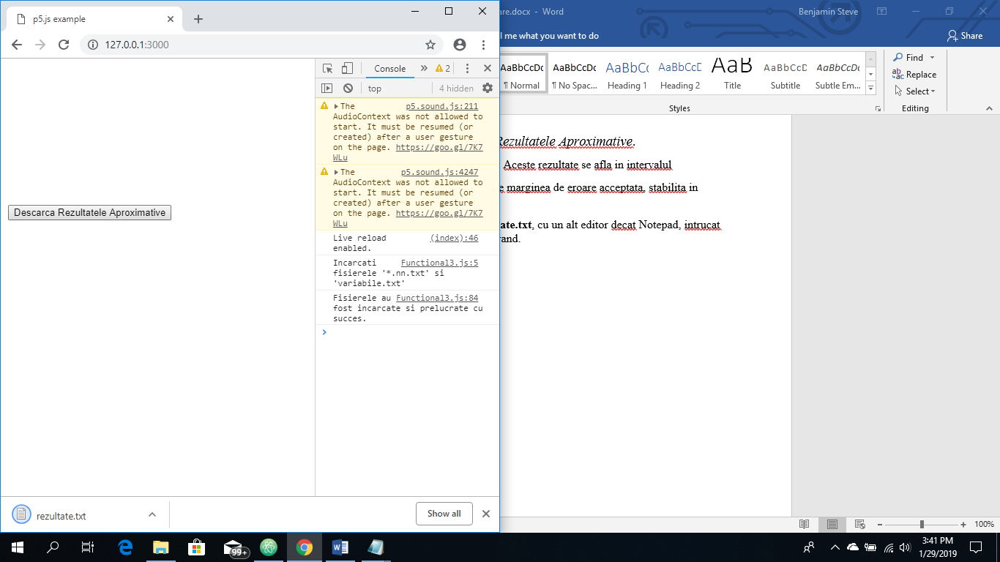 p5.js example
127.0.0.1:3000
Descarca Rezultatele Aproximative
Console
2
top
4 hidden
The p5.sound.js:211
AudioContext was not allowed to
start. It must be resumed (or
created) after a user gesture
on the page. https://goo.gl/7K7
WLu
The p5.sound.js:4247
AudioContext was not allowed to
start. It must be resumed (or
created) after a user gesture
on the page. https://goo.gl/7K7
WLu
Live reload (index):46
enabled.
Incarcati Functional3.js:5
fisierele '*.nn.txt' si
'variabile.txt'
Fisierele au Functional3.js:84
fost incarcate si prelucrate cu
succes.
rezultate.txt
Show all
are.docx - Word
Benjamin Steve
l me what you want to do
Share
AaBbCcDc AaBbCcDc AaBbCc AaBbCcD AaB AaBbCcD AaBbCcDc
¶ Normal ¶ No Spac... Heading 1 Heading 2 Title Subtitle Subtle Em...
Styles
Find
Replace
Select
Editing
Rezultatele Aproximative.
Aceste rezultate se afla in intervalul
e marginea de eroare acceptata, stabilita in
ate.txt, cu un alt editor decat Notepad, intrucat
rand.
100%
99+
3:41 PM
1/29/2019